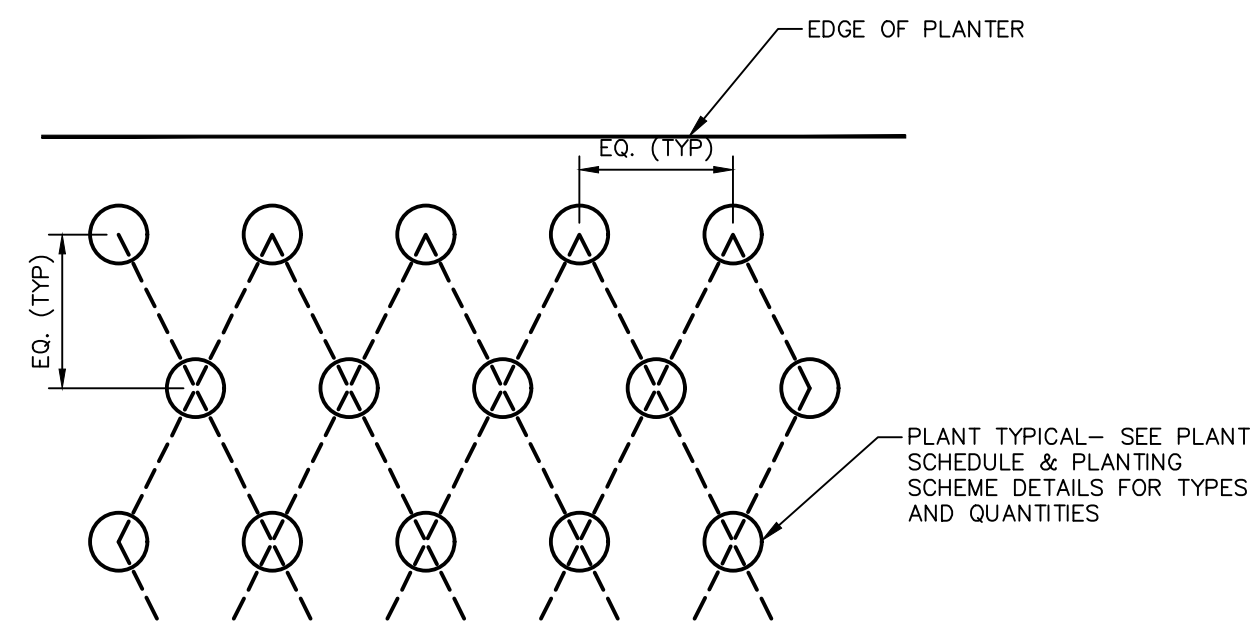 EDGE OF PLANTER
EQ. (TYP)
EQ. (TYP)
PLANT TYPICAL– SEE PLANT
SCHEDULE & PLANTING
SCHEME DETAILS FOR TYPES
AND QUANTITIES